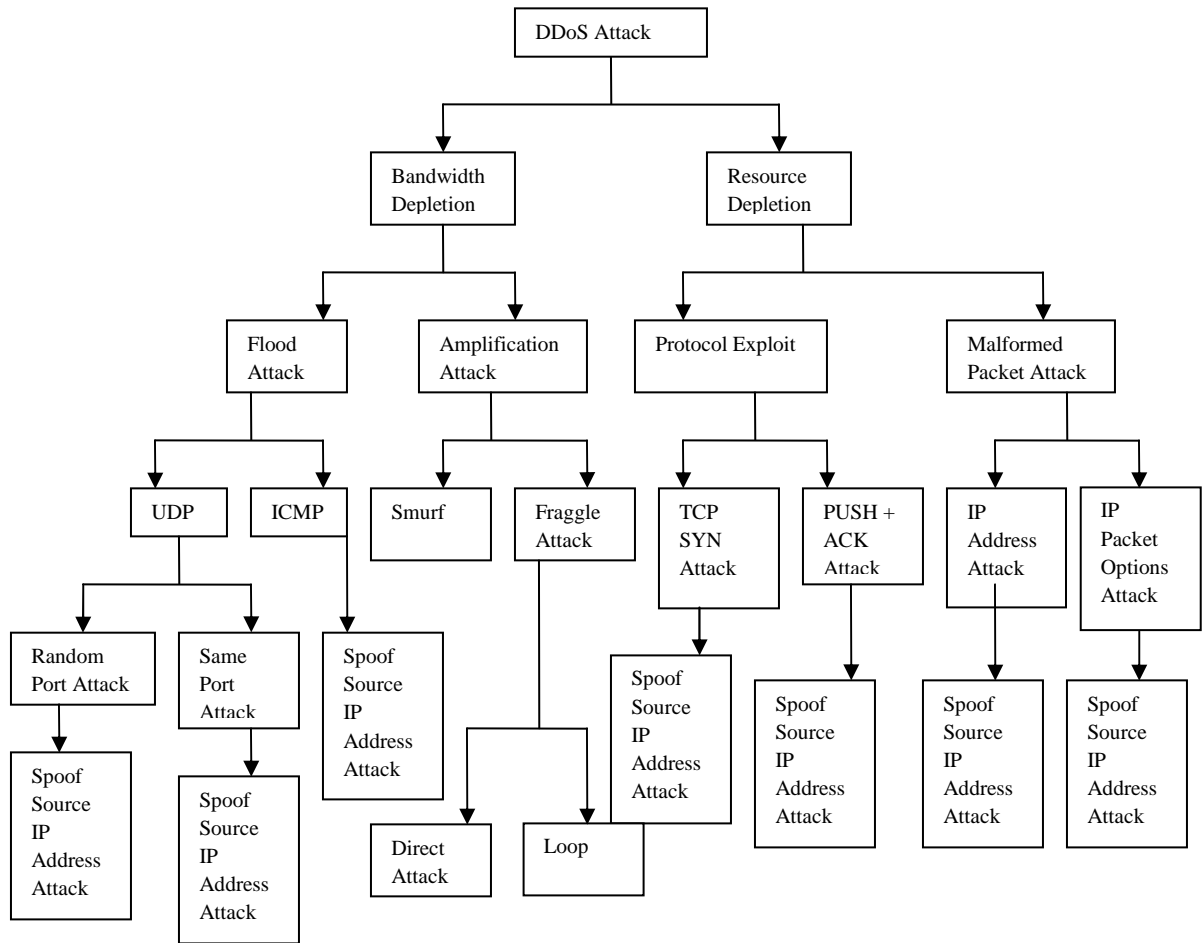 DDoS Attack
Bandwidth
Depletion
Resource
Depletion
Flood
Attack
Amplification
Attack
Protocol Exploit
Malformed
Packet Attack
UDP
ICMP
Smurf
Fraggle
Attack
TCP
SYN
Attack
PUSH +
ACK
Attack
IP
Address
Attack
IP
Packet
Options
Attack
Random
Port Attack
Same
Port
Attack
Spoof
Source
IP
Address
Attack
Spoof
Source
IP
Address
Attack
Spoof
Source
IP
Address
Attack
Spoof
Source
IP
Address
Attack
Spoof
Source
IP
Address
Attack
Spoof
Source
IP
Address
Attack
Spoof
Source
IP
Address
Attack
Direct
Attack
Loop